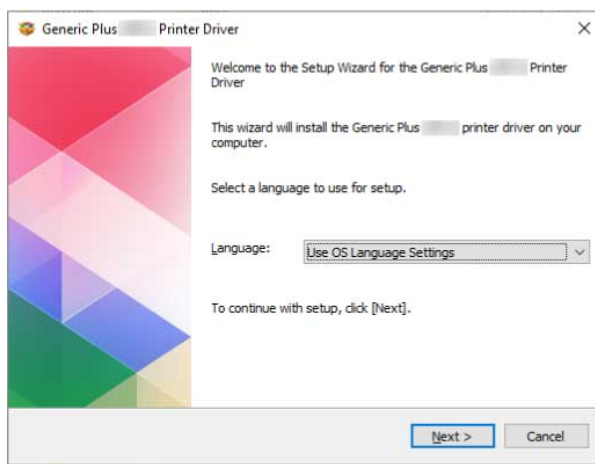 Generic Plus Printer Driver
Welcome to the Setup Wizard for the Generic Plus Printer
Driver
This wizard will install the Generic Plus printer driver on your
computer.
Select a language to use for setup.
Language: Use OS Language Settings
To continue with setup, click [Next].
Next > Cancel